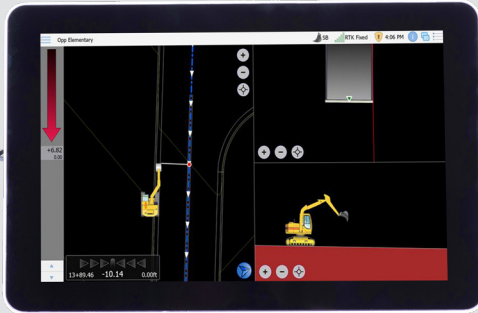 Opp Elementary
SB
RTK Fixed
4:06 PM
+6.82
0.00
13+89.46
-10.14
0.00ft